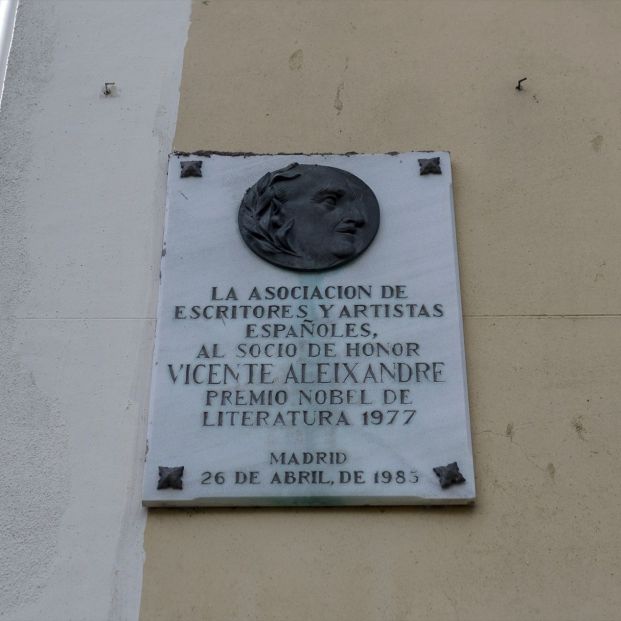 LA ASOCIACION DE
ESCRITORES Y ARTISTAS
ESPAÑOLES,
AL SOCIO DE HONOR
VICENTE ALEIXANDRE
PREMIO NOBEL DE
LITERATURA 1977
MADRID
26 DE ABRIL, DE 1983